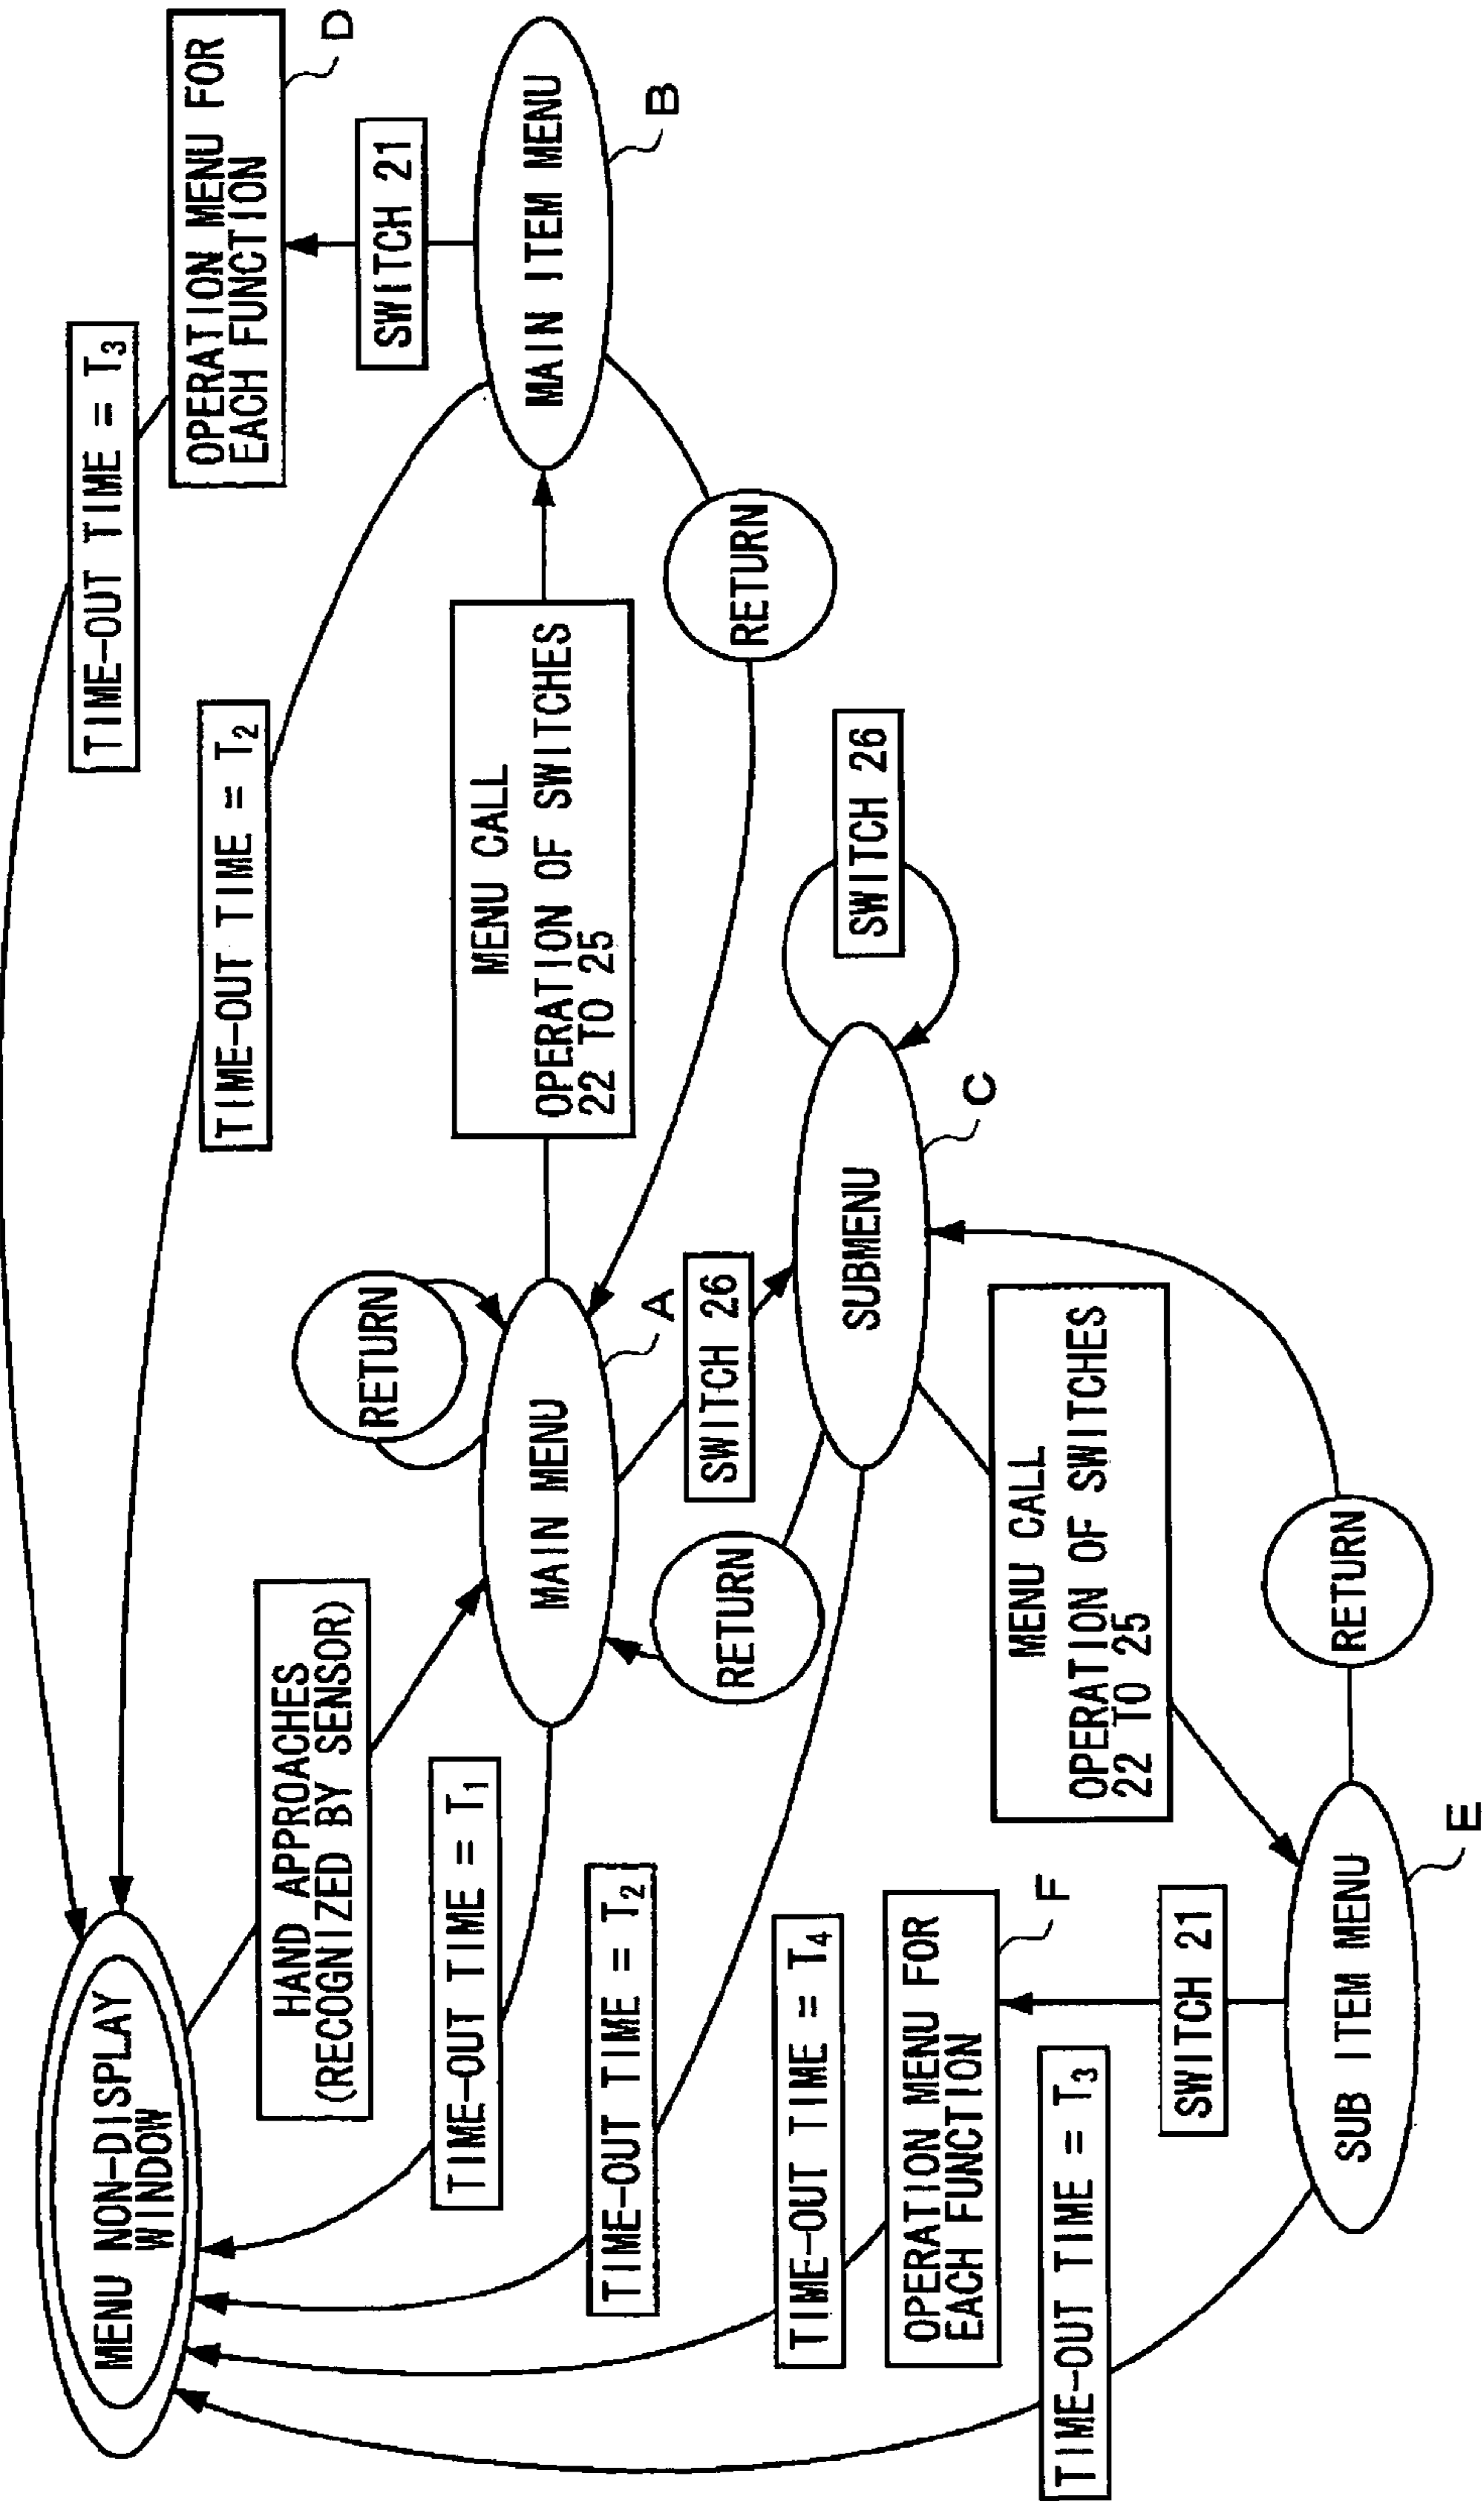 MENU NON-DISPLAY
WINDOW
TIME-OUT TIME = T3
OPERATION MENU FOR
EACH FUNCTION
D
TIME-OUT TIME = T2
HAND APPROACHES
(RECOGNIZED BY SENSOR)
RETURN
SWITCH 21
TIME-OUT TIME = T1
MAIN MENU
A
MENU CALL
OPERATION OF SWITCHES
22 TO 25
MAIN ITEM MENU
B
TIME-OUT TIME = T2
RETURN
SWITCH 26
RETURN
TIME-OUT TIME = T4
SUBMENU
C
SWITCH 26
OPERATION MENU FOR
EACH FUNCTION
F
MENU CALL
OPERATION OF SWITCHES
22 TO 25
TIME-OUT TIME = T3
SWITCH 21
SUB ITEM MENU
E
RETURN